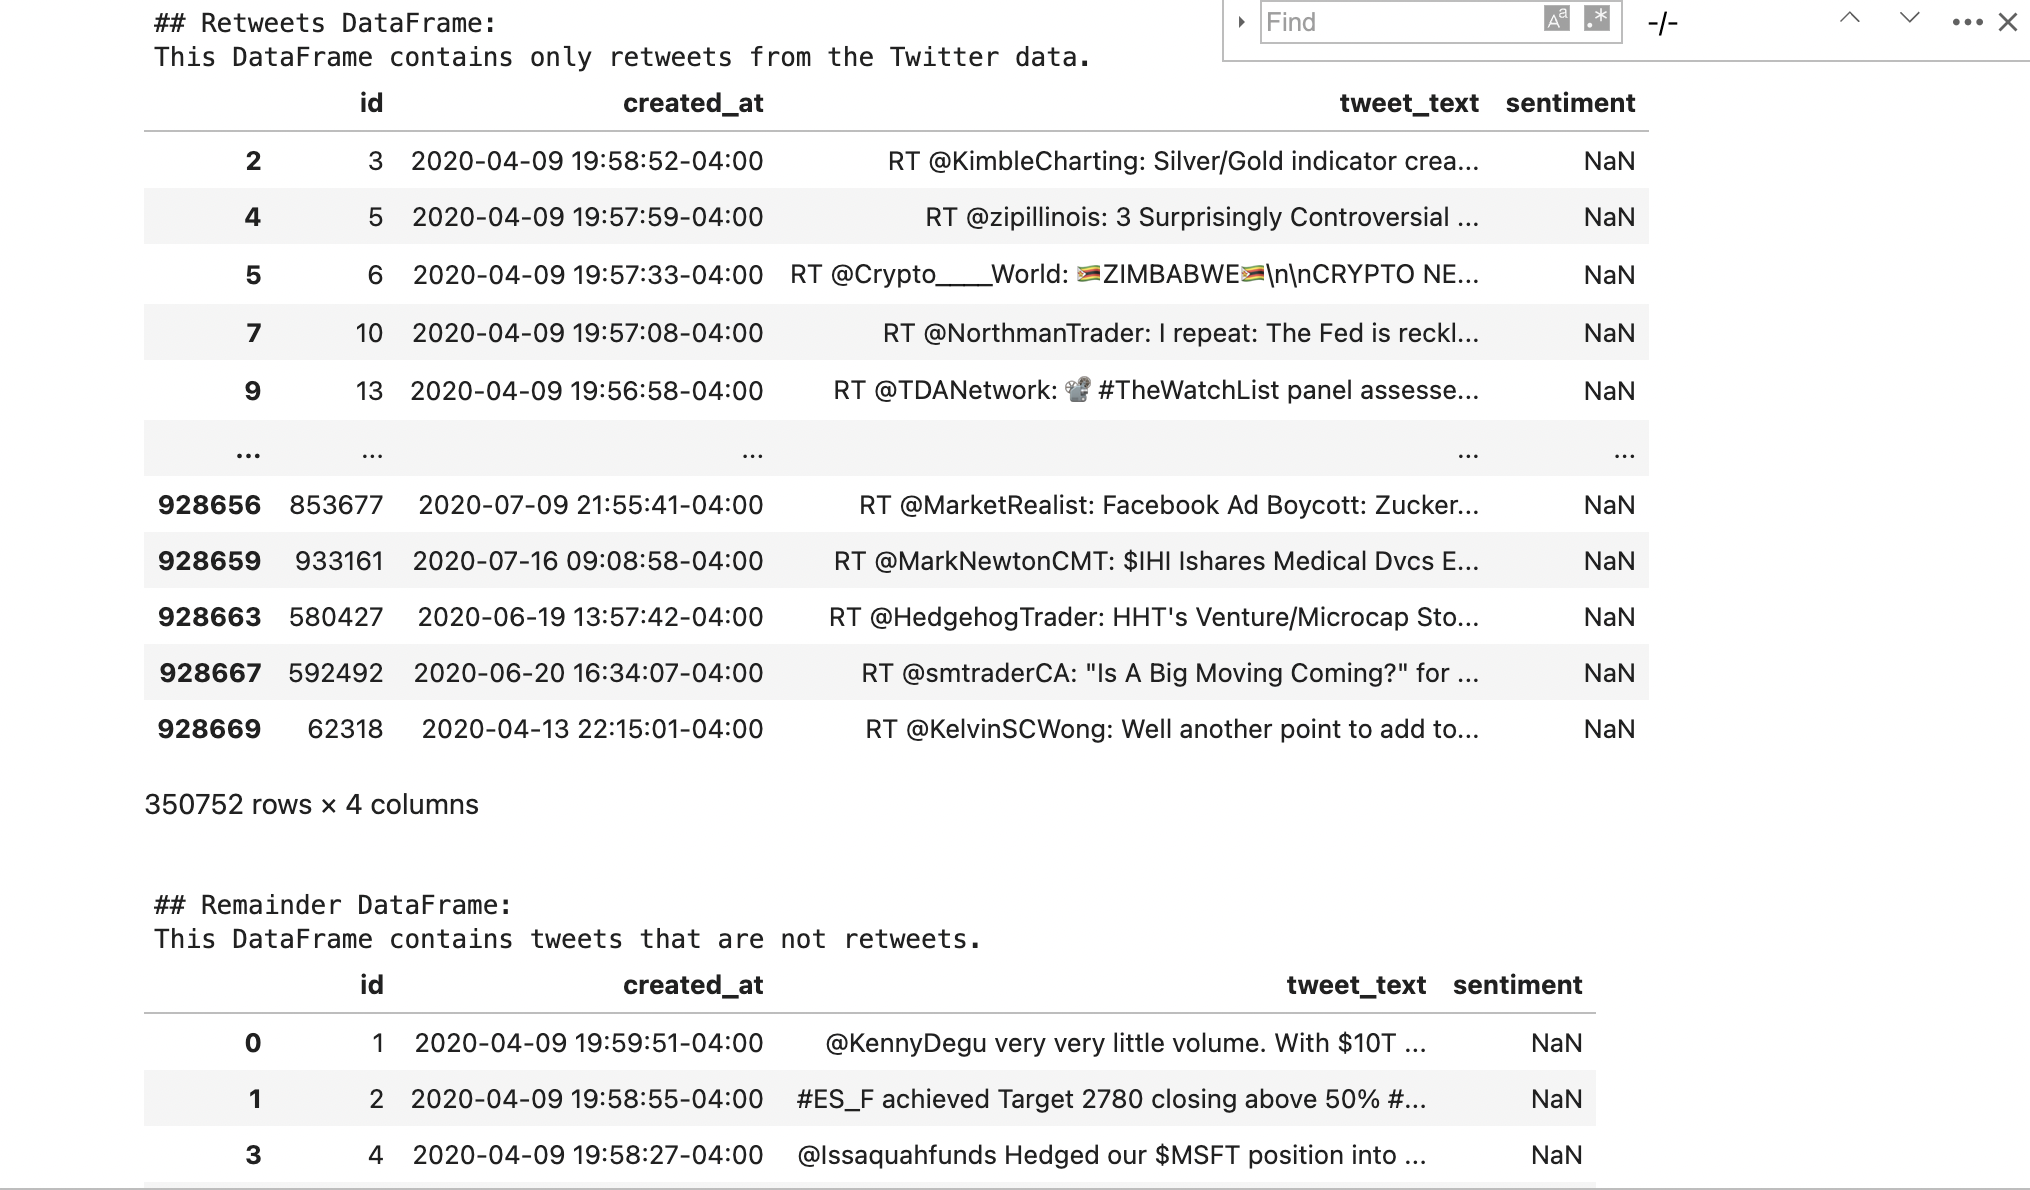 ## Retweets DataFrame:
Find
-/-
This DataFrame contains only retweets from the Twitter data.
id created_at tweet_text sentiment
2 3 2020-04-09 19:58:52-04:00 RT @KimbleCharting: Silver/Gold indicator crea... NaN
4 5 2020-04-09 19:57:59-04:00 RT @zipillinois: 3 Surprisingly Controversial ... NaN
5 6 2020-04-09 19:57:33-04:00 RT @Crypto____World: 🇿🇼ZIMBABWE🇿🇼\n\nCRYPTO NE... NaN
7 10 2020-04-09 19:57:08-04:00 RT @NorthmanTrader: I repeat: The Fed is reckl... NaN
9 13 2020-04-09 19:56:58-04:00 RT @TDANetwork: 📽 #TheWatchList panel assesse... NaN
... ... ... ... ...
928656 853677 2020-07-09 21:55:41-04:00 RT @MarketRealist: Facebook Ad Boycott: Zucker... NaN
928659 933161 2020-07-16 09:08:58-04:00 RT @MarkNewtonCMT: $IHI Ishares Medical Dvcs E... NaN
928663 580427 2020-06-19 13:57:42-04:00 RT @HedgehogTrader: HHT's Venture/Microcap Sto... NaN
928667 592492 2020-06-20 16:34:07-04:00 RT @smtraderCA: "Is A Big Moving Coming?" for ... NaN
928669 62318 2020-04-13 22:15:01-04:00 RT @KelvinSCWong: Well another point to add to... NaN
350752 rows × 4 columns
## Remainder DataFrame:
This DataFrame contains tweets that are not retweets.
id created_at tweet_text sentiment
0 1 2020-04-09 19:59:51-04:00 @KennyDegu very very little volume. With $10T ... NaN
1 2 2020-04-09 19:58:55-04:00 #ES_F achieved Target 2780 closing above 50% #... NaN
3 4 2020-04-09 19:58:27-04:00 @Issaquahfunds Hedged our $MSFT position into ... NaN